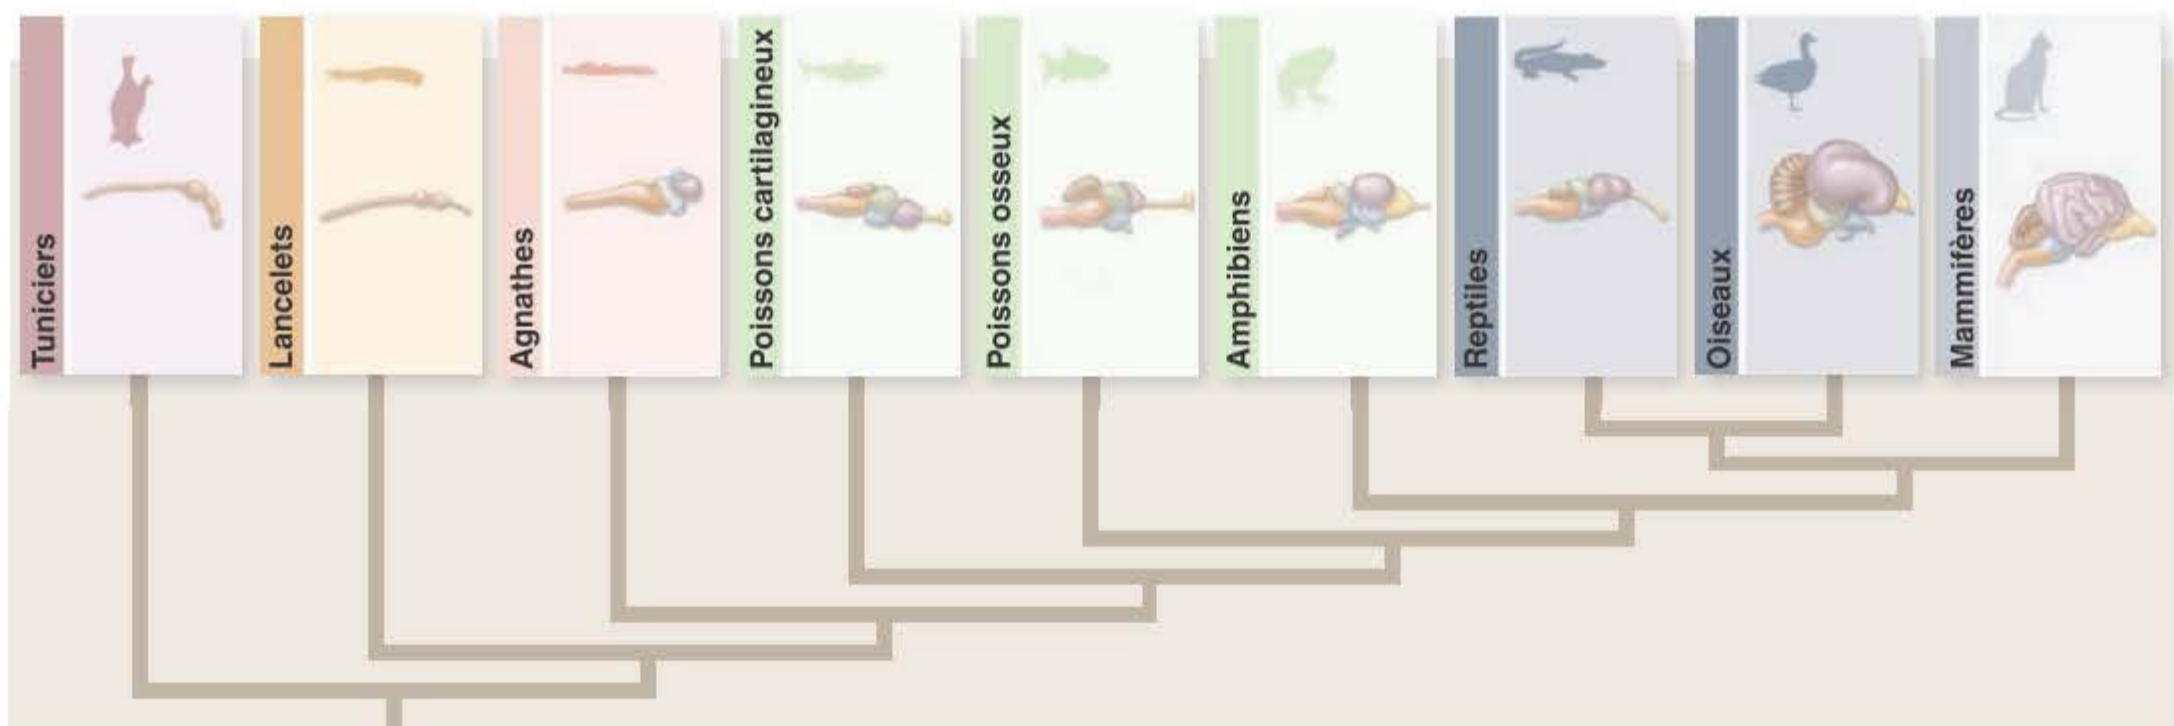 Tuniciers
Lancelets
Agnathes
Poissons cartilagineux
Poissons osseux
Amphibiens
Reptiles
Oiseaux
Mammifères